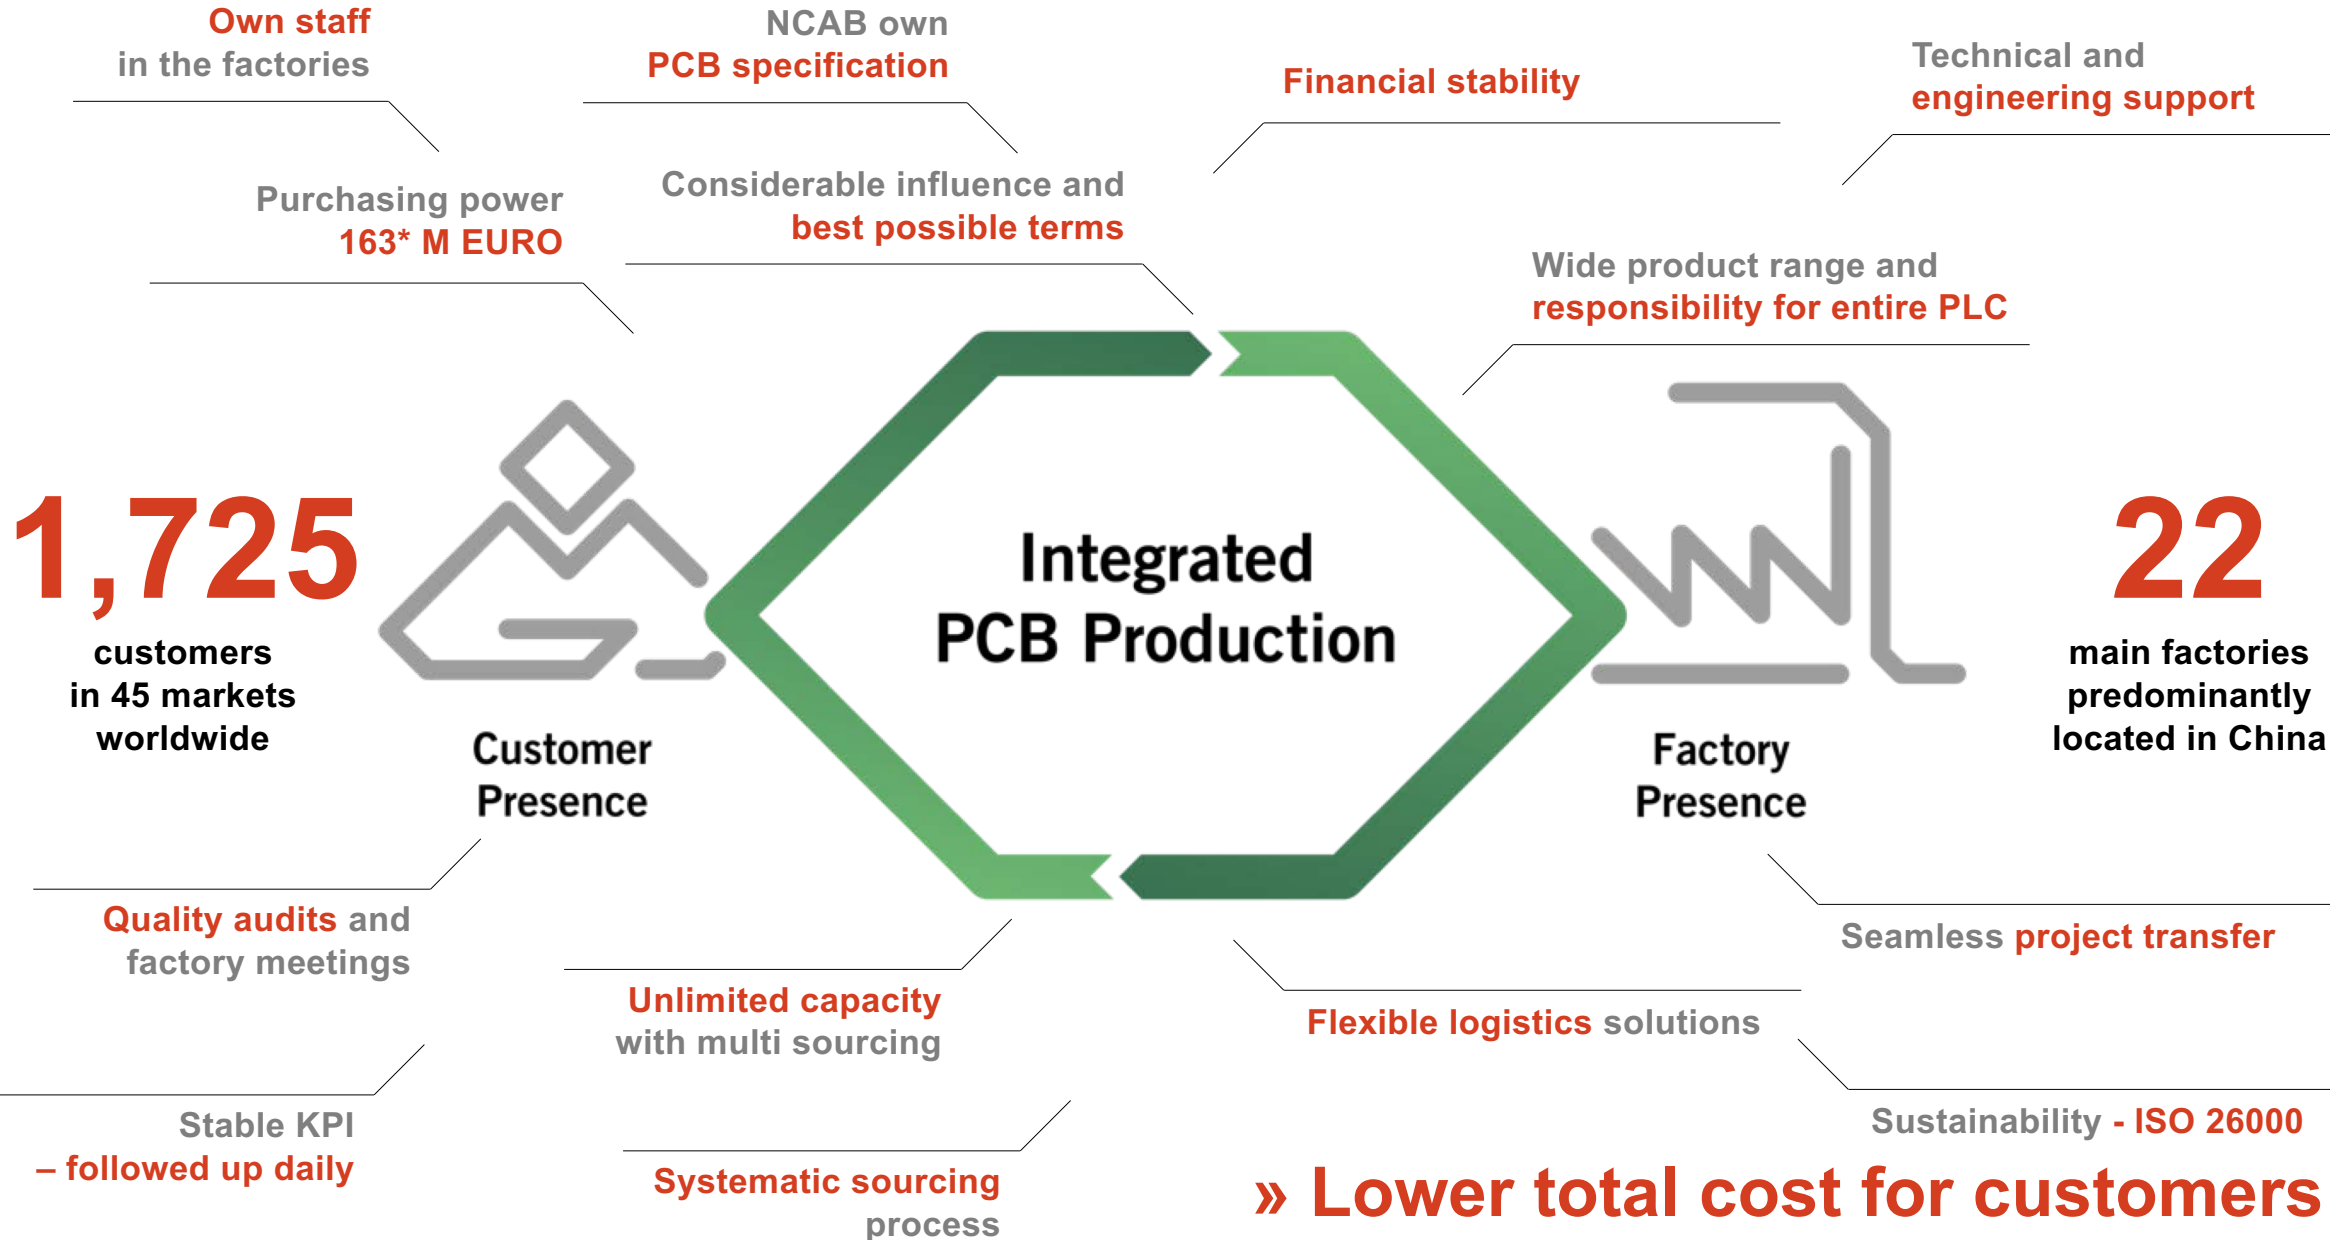 Own staff
in the factories
NCAB own
PCB specification
Financial stability
Technical and
engineering support
Purchasing power
163* M EURO
Considerable influence and
best possible terms
Wide product range and
responsibility for entire PLC
1,725
customers
in 45 markets
worldwide
Customer
Presence
Integrated
PCB Production
Factory
Presence
22
main factories
predominantly
located in China
Quality audits and
factory meetings
Unlimited capacity
with multi sourcing
Flexible logistics solutions
Seamless project transfer
Stable KPI
– followed up daily
Systematic sourcing
process
Sustainability - ISO 26000
» Lower total cost for customers